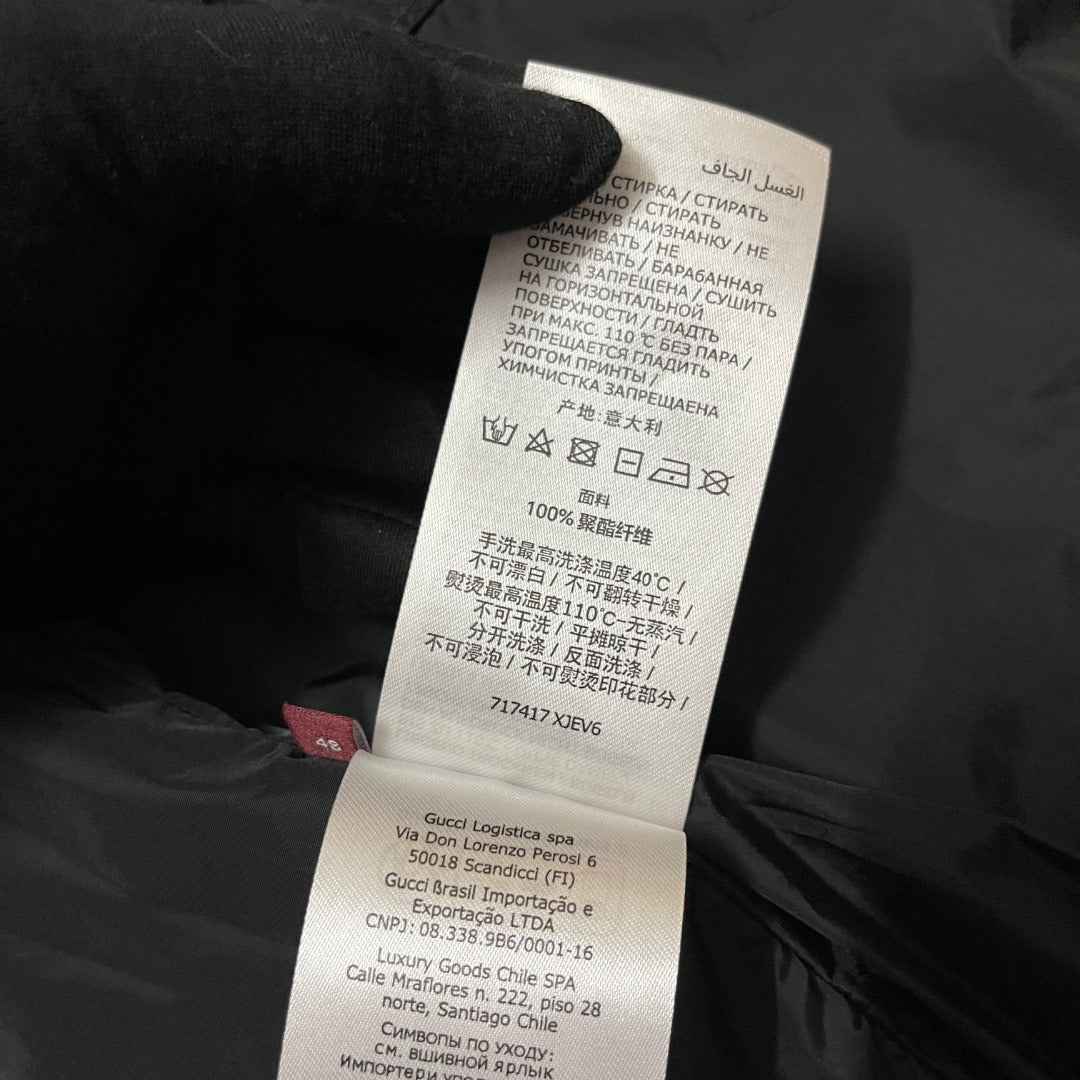 الغسل الجاف
СТИРКА / СТИРАТЬ
ЬНО / СТИРАТЬ
ВЕРНУВ НАИЗНАНКУ / НЕ
ЗАМАЧИВАТЬ / НЕ
ОТБЕЛИВАТЬ / БАРАБАННАЯ
СУШКА ЗАПРЕЩЕНА / СУШИТЬ
НА ГОРИЗОНТАЛЬНОЙ
ПОВЕРХНОСТИ / ГЛАДТЬ
ПРИ МАКС. 110 ℃ БЕЗ ПАРА /
ЗАПРЕЩАЕТСЯ ГЛАДИТЬ
УПОГОМ ПРИНТЫ /
ХИМЧИСТКА ЗАПРЕЩАЕНА
产地:意大利
面料
100% 聚酯纤维
手洗最高洗涤温度40℃ /
不可漂白 / 不可翻转干燥 /
熨烫最高温度110℃-无蒸汽 /
不可干洗 / 平摊晾干 /
分开洗涤 / 反面洗涤 /
不可浸泡 / 不可熨烫印花部分 /
717417 XJEV6
48
Gucci Logistica spa
Via Don Lorenzo Perosi 6
50018 Scandicci (FI)
Gucci ßrasil Importação e
Exportação LTDA
CNPJ: 08.338.9B6/0001-16
Luxury Goods Chile SPA
Calle Mraflores n. 222, piso 28
norte, Santiago Chile
Симвопы по уходу:
см. вшивной ярлык
Импортери